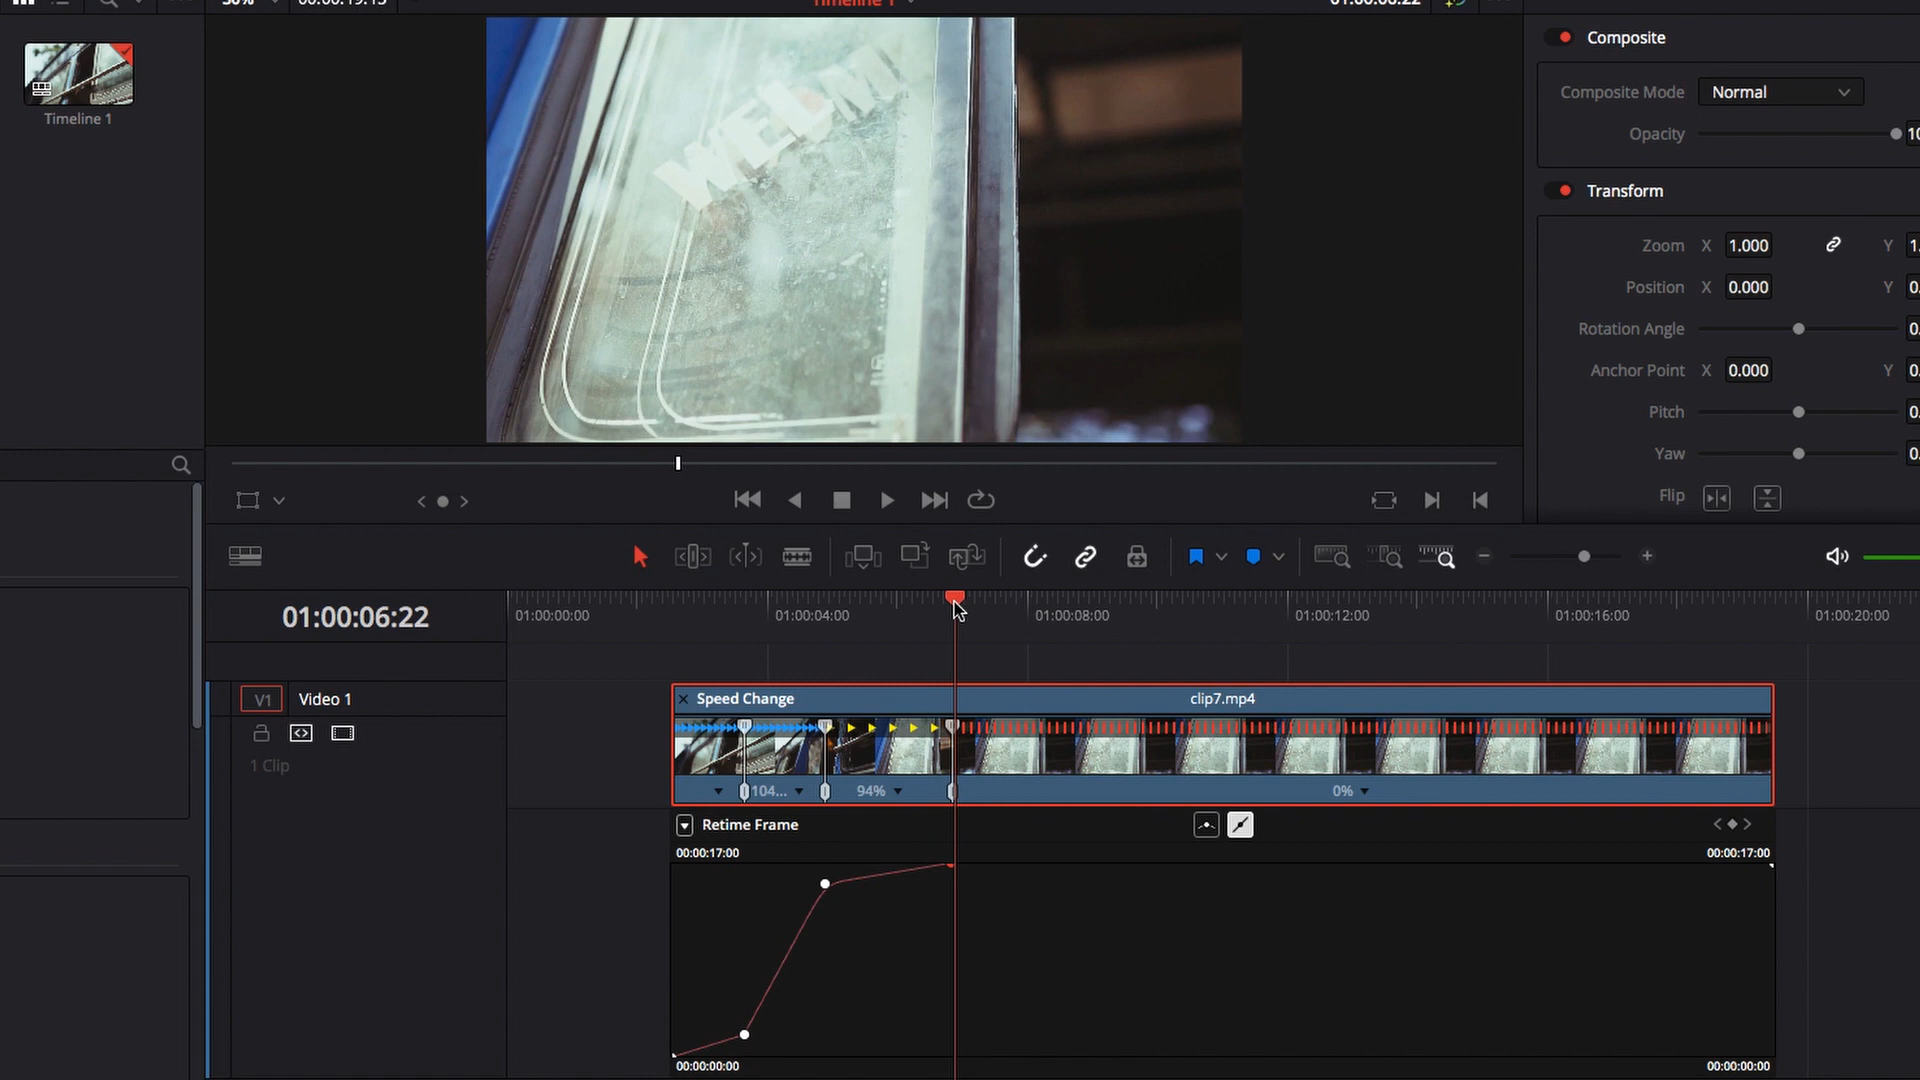 Timeline 1
Timeline 1
Composite
Composite Mode
Normal
Opacity
Transform
Zoom X 1.000 Y
Position X 0.000 Y
Rotation Angle
Anchor Point X 0.000 Y
Pitch
Yaw
Flip
01:00:06:22
01:00:00:00
01:00:04:00
01:00:08:00
01:00:12:00
01:00:16:00
01:00:20:00
V1
Video 1
1 Clip
Speed Change
clip7.mp4
104...
94%
0%
Retime Frame
00:00:17:00
00:00:17:00
00:00:00:00
00:00:00:00